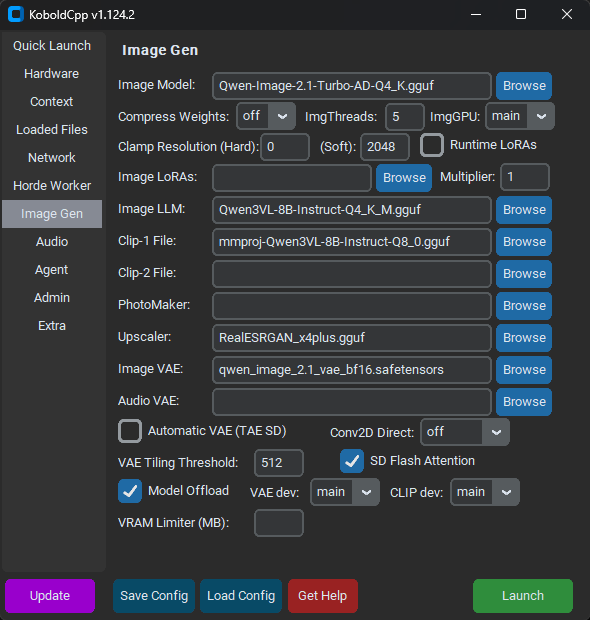 KoboldCpp v1.124.2
Quick Launch
Hardware
Context
Loaded Files
Network
Horde Worker
Image Gen
Audio
Agent
Admin
Extra
Image Gen
Image Model: Qwen-Image-2.1-Turbo-AD-Q4_K.gguf Browse
Compress Weights: off ImgThreads: 5 ImgGPU: main
Clamp Resolution (Hard): 0 (Soft): 2048 Runtime LoRAs
Image LoRAs: Browse Multiplier: 1
Image LLM: Qwen3VL-8B-Instruct-Q4_K_M.gguf Browse
Clip-1 File: mmproj-Qwen3VL-8B-Instruct-Q8_0.gguf Browse
Clip-2 File: Browse
PhotoMaker: Browse
Upscaler: RealESRGAN_x4plus.gguf Browse
Image VAE: qwen_image_2.1_vae_bf16.safetensors Browse
Audio VAE: Browse
Automatic VAE (TAE SD) Conv2D Direct: off
VAE Tiling Threshold: 512 SD Flash Attention
Model Offload VAE dev: main CLIP dev: main
VRAM Limiter (MB):
Update Save Config Load Config Get Help Launch